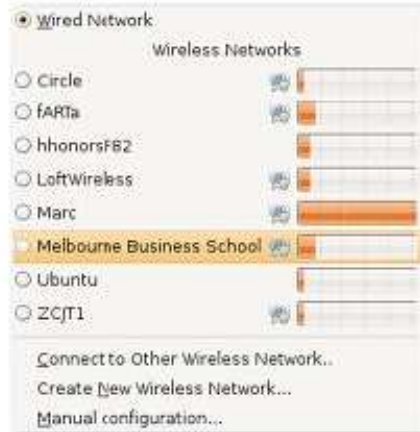 Wired Network
Wireless Networks
Circle
fARTa
hhonorsF82
LoftWireless
Marc
Melbourne Business School
Ubuntu
ZCJT1
Connect to Other Wireless Network..
Create New Wireless Network...
Manual configuration...